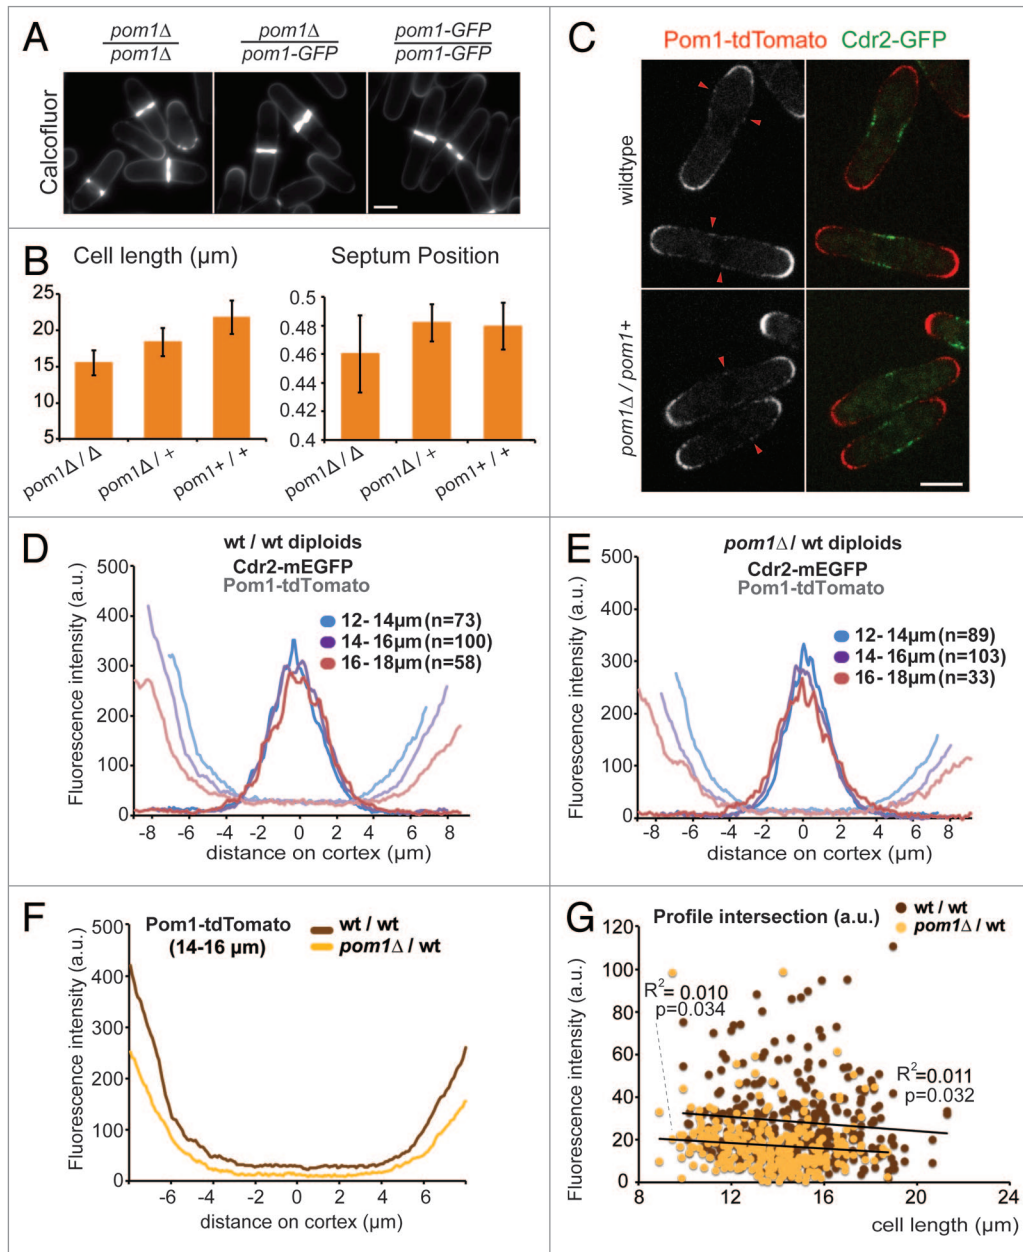 A
pom1Δ
pom1Δ
pom1Δ
pom1-GFP
pom1-GFP
pom1-GFP
Calcofluor
B
Cell length (µm)
25
20
15
10
5
pom1Δ / Δ
pom1Δ / +
pom1+ / +
Septum Position
0.5
0.48
0.46
0.44
0.42
0.4
pom1Δ / Δ
pom1Δ / +
pom1+ / +
C
Pom1-tdTomato Cdr2-GFP
wildtype
pom1Δ / pom1+
D
wt / wt diploids
Cdr2-mEGFP
Pom1-tdTomato
12-14µm (n=73)
14-16µm (n=100)
16-18µm (n=58)
Fluorescence intensity (a.u.)
500
400
300
200
100
0
-8 -6 -4 -2 0 2 4 6 8
distance on cortex (µm)
E
pom1Δ / wt diploids
Cdr2-mEGFP
Pom1-tdTomato
12-14µm (n=89)
14-16µm (n=103)
16-18µm (n=33)
Fluorescence intensity (a.u.)
500
400
300
200
100
0
-8 -6 -4 -2 0 2 4 6 8
distance on cortex (µm)
F
Pom1-tdTomato
(14-16 µm)
wt / wt
pom1Δ / wt
Fluorescence intensity (a.u.)
500
400
300
200
100
0
-6 -4 -2 0 2 4 6
distance on cortex (µm)
G
Profile intersection (a.u.)
wt / wt
pom1Δ / wt
Fluorescence intensity (a.u.)
120
100
80
60
40
20
0
R²= 0.010
p=0.034
R²=0.011
p=0.032
8 12 16 20 24
cell length (µm)